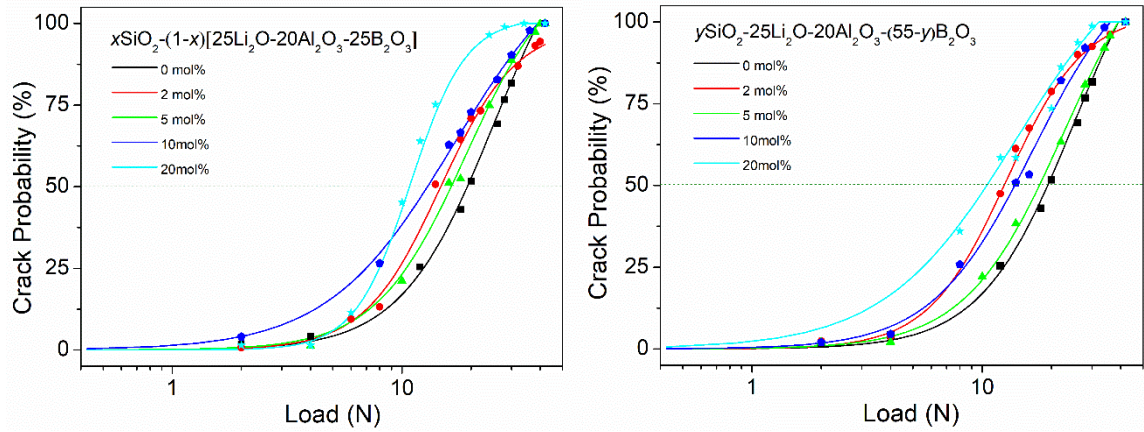 xSiO₂-(1-x)[25Li₂O-20Al₂O₃-25B₂O₃]
0 mol%
2 mol%
5 mol%
10mol%
20mol%
100
75
50
25
0
Crack Probability (%)
1
10
Load (N)
ySiO₂-25Li₂O-20Al₂O₃-(55-y)B₂O₃
0 mol%
2 mol%
5 mol%
10mol%
20mol%
100
75
50
25
0
Crack Probability (%)
1
10
Load (N)